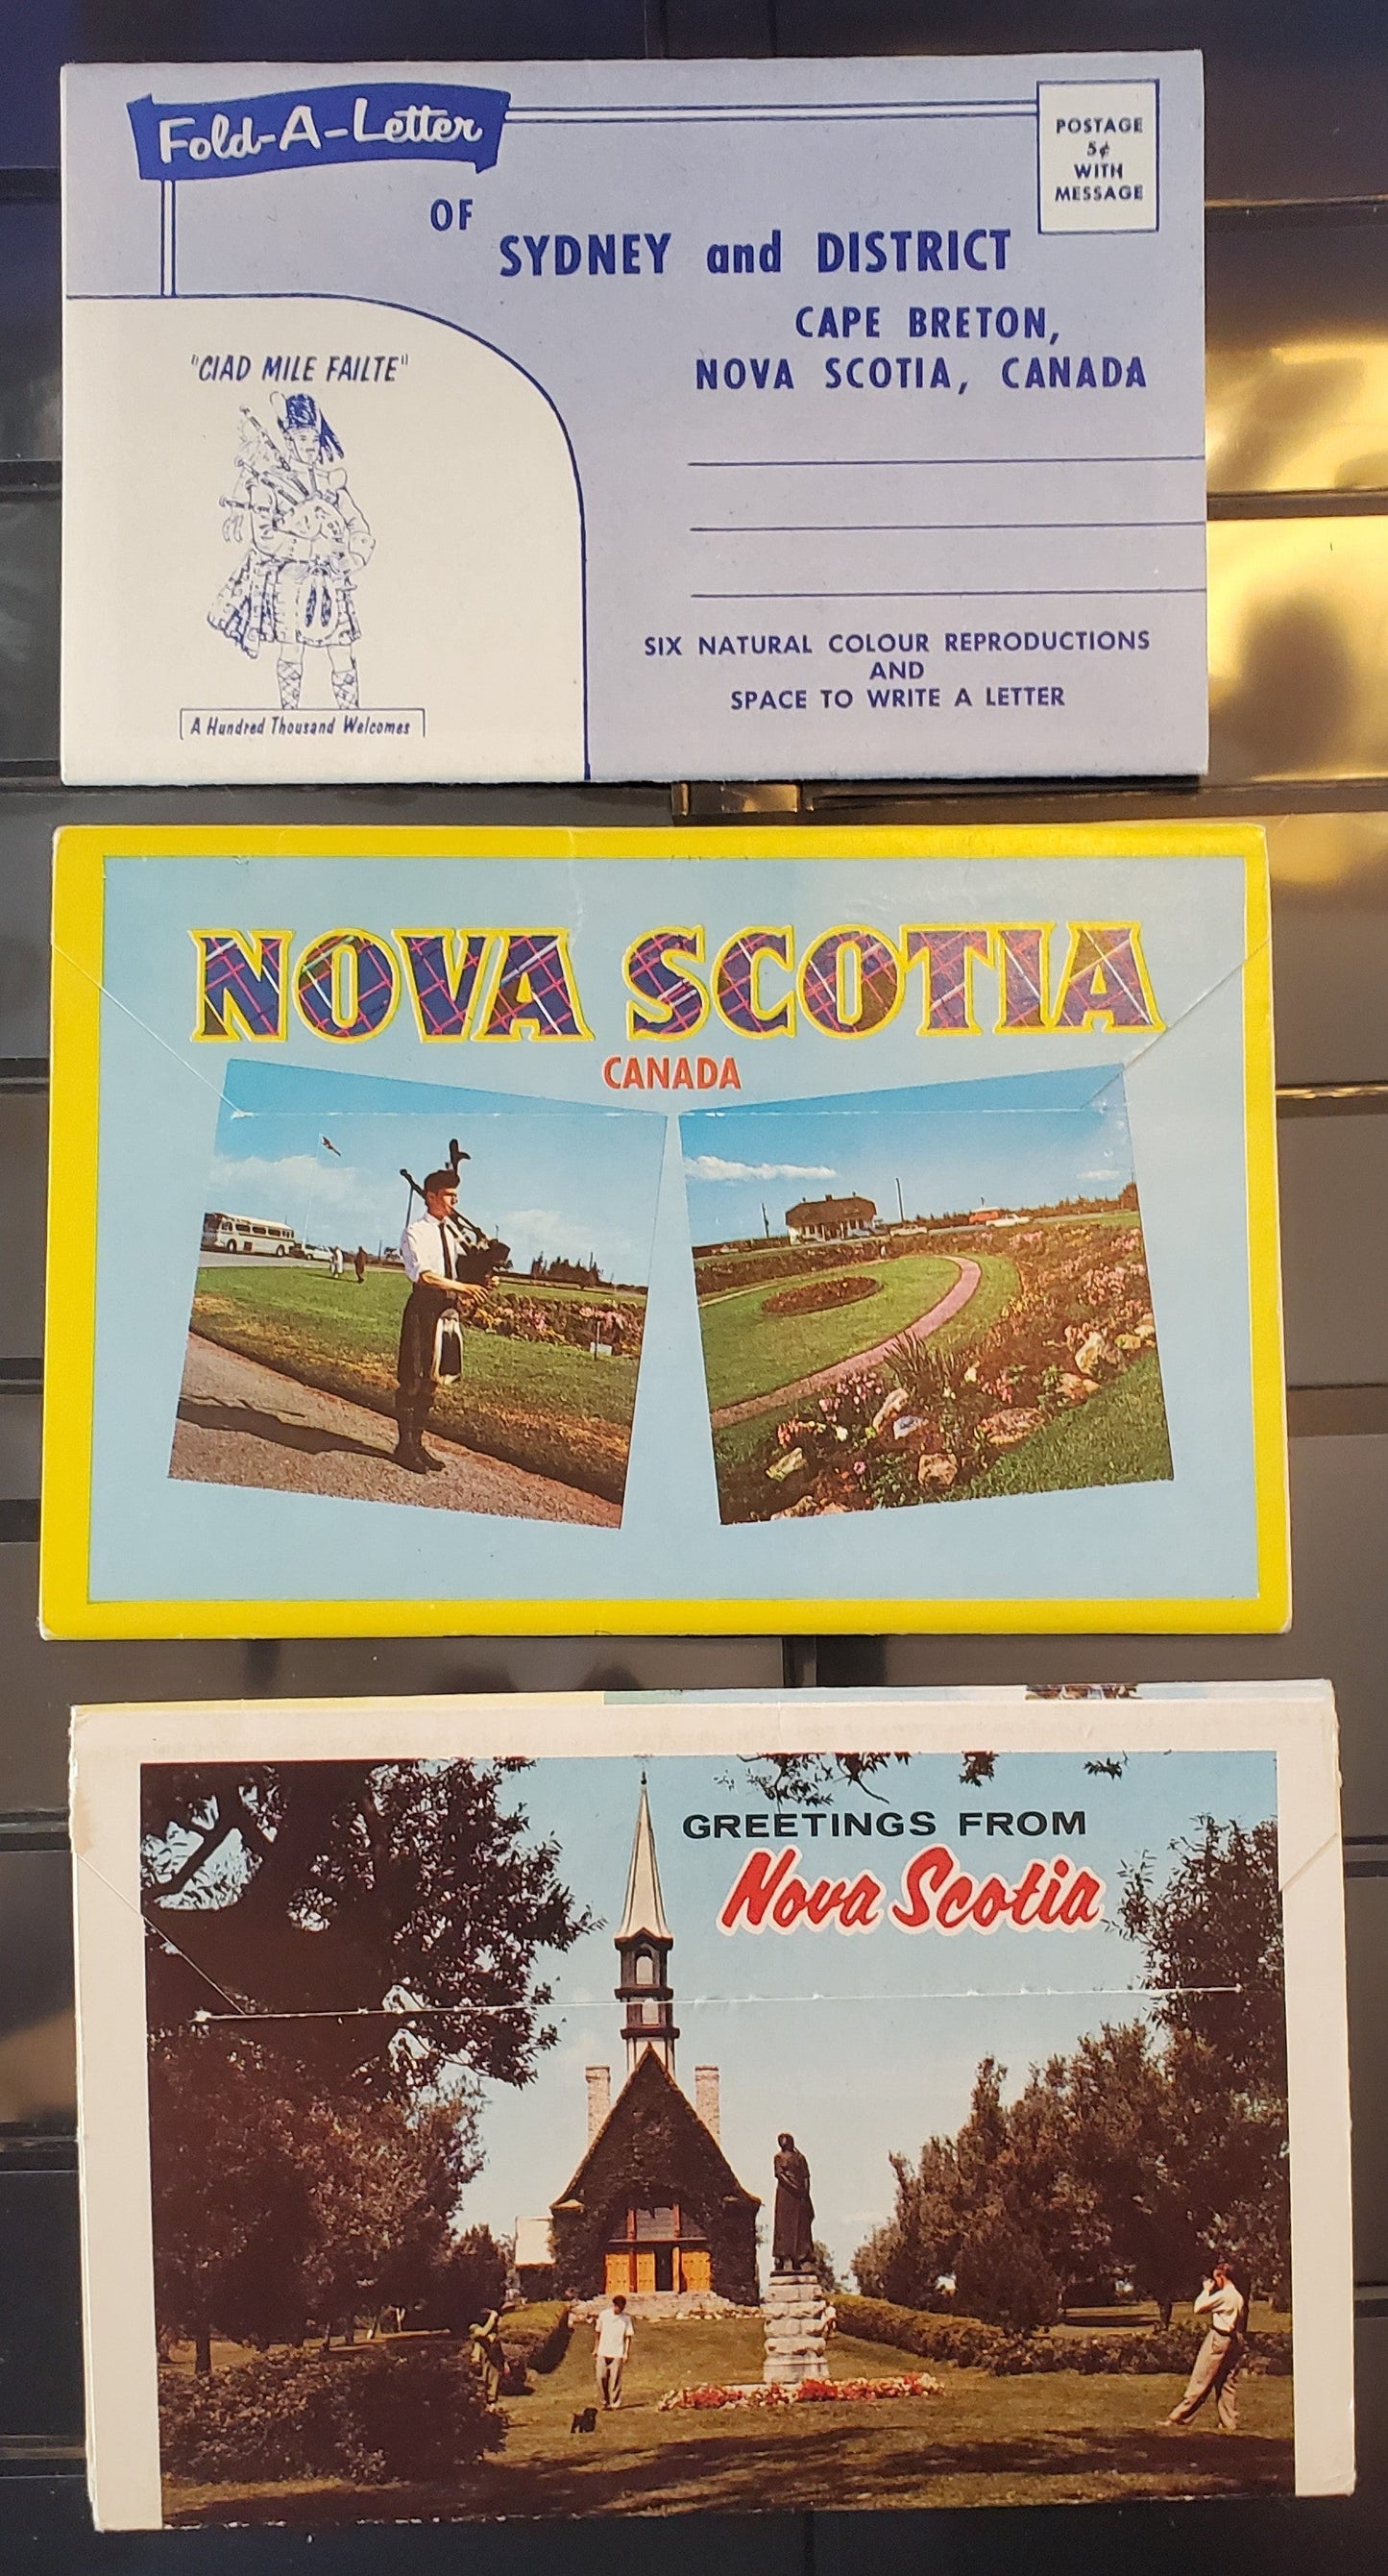 Fold-A-Letter
POSTAGE
5¢
WITH
MESSAGE
OF
SYDNEY and DISTRICT
CAPE BRETON,
NOVA SCOTIA, CANADA
"CIAD MILE FAILTE"
A Hundred Thousand Welcomes
SIX NATURAL COLOUR REPRODUCTIONS
AND
SPACE TO WRITE A LETTER
NOVA SCOTIA
CANADA
GREETINGS FROM
Nova Scotia